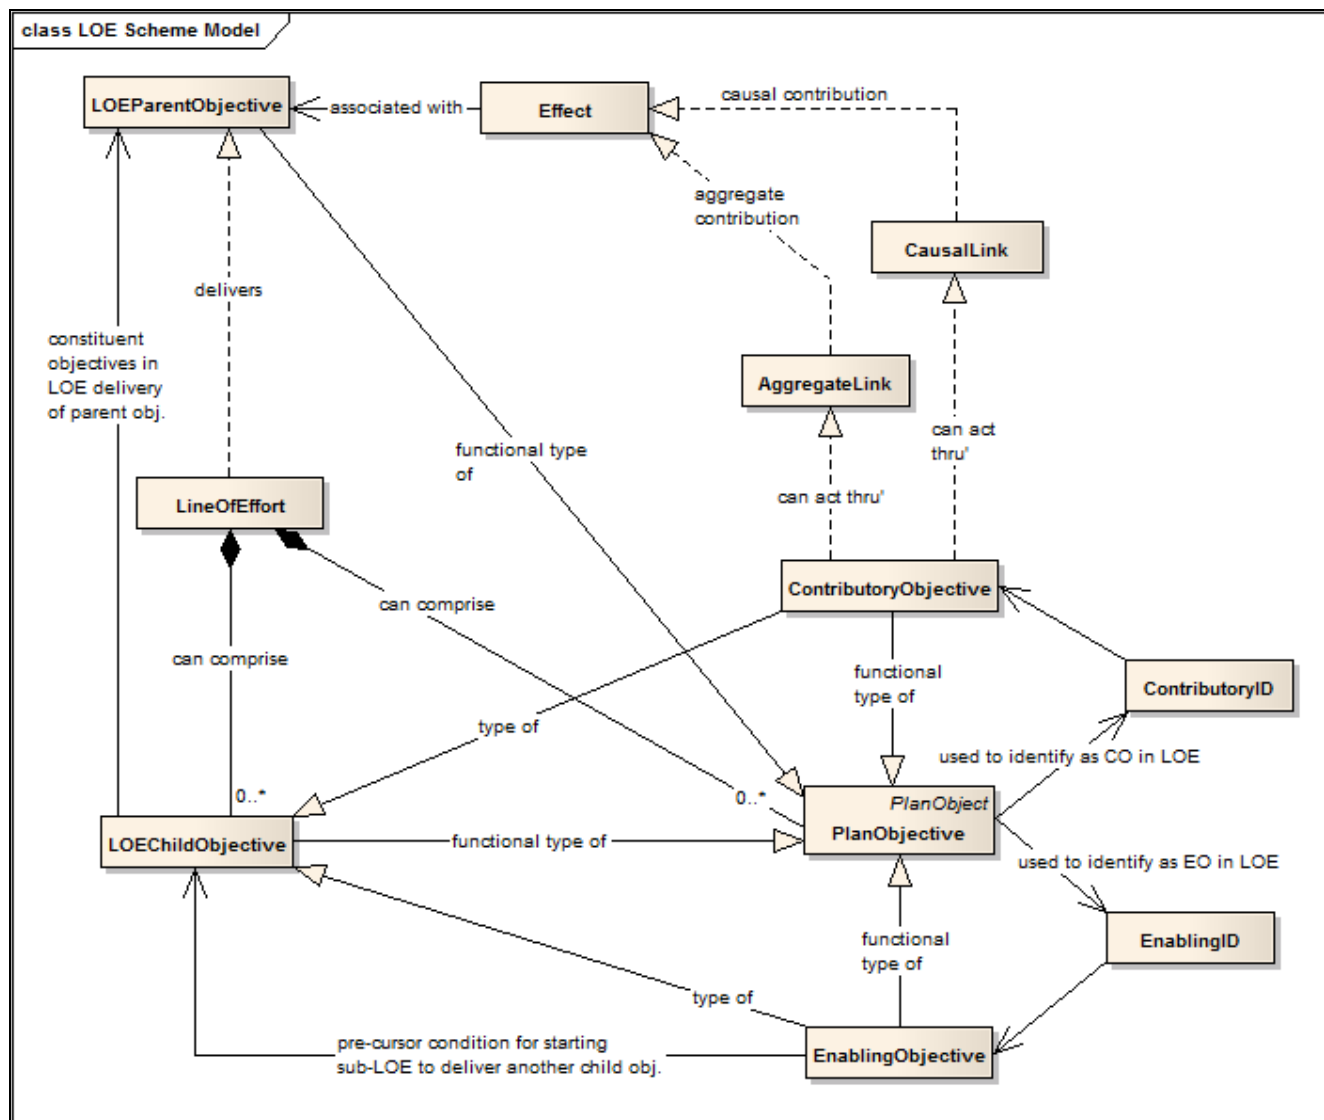 class LOE Scheme Model
LOEParentObjective
associated with
Effect
causal contribution
aggregate
contribution
CausalLink
delivers
constituent
objectives in
LOE delivery
of parent obj.
AggregateLink
functional type
of
can act
thru'
can act thru'
LineOfEffort
can comprise
ContributoryObjective
can comprise
functional
type of
ContributoryID
type of
used to identify as CO in LOE
0..*
0..*
PlanObject
PlanObjective
LOEChildObjective
functional type of
used to identify as EO in LOE
functional
type of
EnablingID
type of
pre-cursor condition for starting
sub-LOE to deliver another child obj.
EnablingObjective